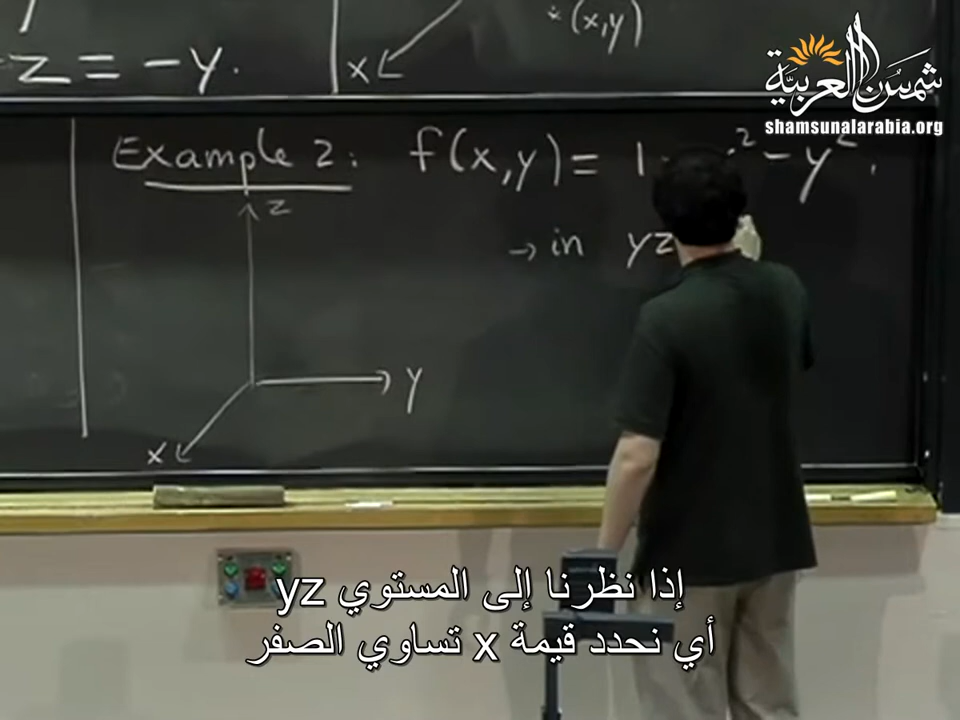 z = -y.
x
(x,y)
شمس العربية
shamsunalarabia.org
Example 2: f(x,y) = 1 - ² - y².
z
→ in yz
y
x
إذا نظرنا إلى المستوي yz
أي نحدد قيمة x تساوي الصفر